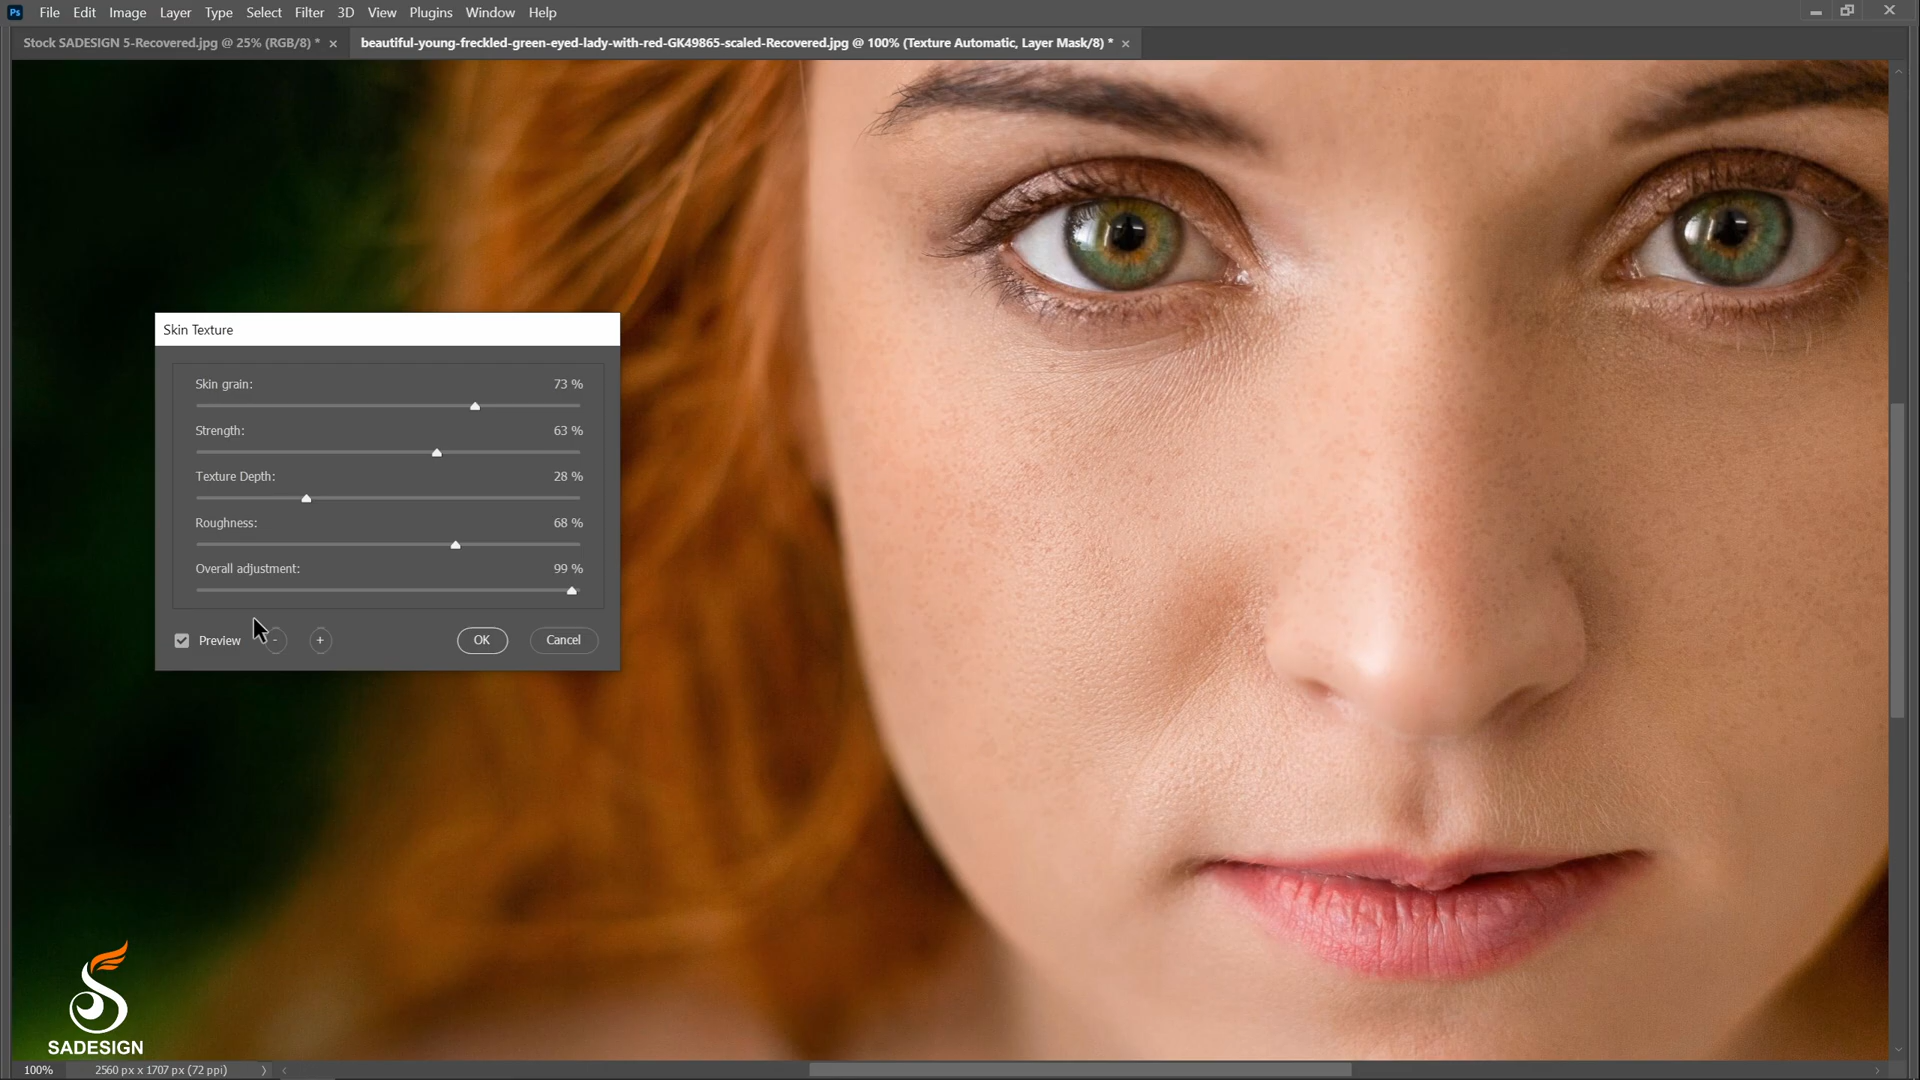 Ps File Edit Image Layer Type Select Filter 3D View Plugins Window Help
Stock SADESIGN 5-Recovered.jpg @ 25% (RGB/8) * × beautiful-young-freckled-green-eyed-lady-with-red-GK49865-scaled-Recovered.jpg @ 100% (Texture Automatic, Layer Mask/8) * ×
Skin Texture
Skin grain: 73 %
Strength: 63 %
Texture Depth: 28 %
Roughness: 68 %
Overall adjustment: 99 %
Preview - + OK Cancel
SADESIGN
100% 2560 px x 1707 px (72 ppi)